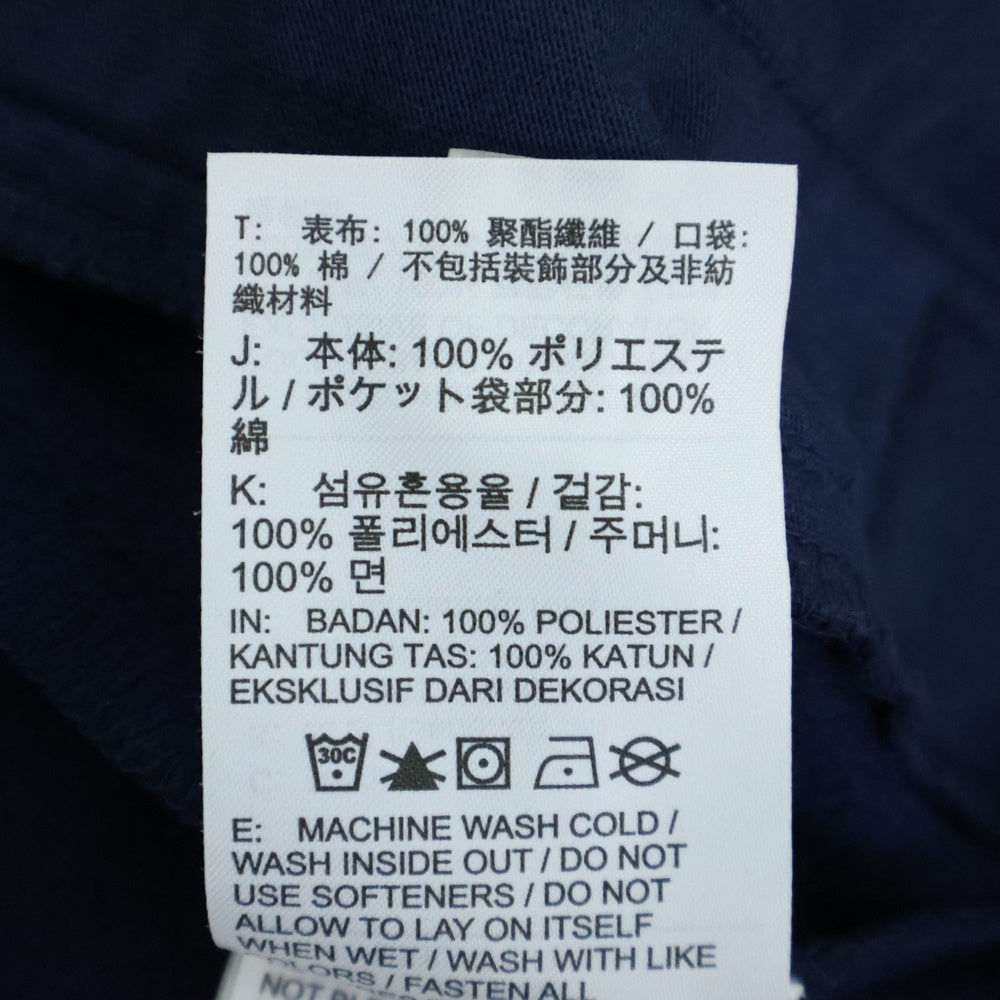 T: 表布: 100% 聚酯纖維 / 口袋:
100% 棉 / 不包括裝飾部分及非紡
織材料
J: 本体: 100% ポリエステ
ル / ポケット袋部分: 100%
綿
K: 섬유혼용율 / 겉감:
100% 폴리에스터 / 주머니:
100% 면
IN: BADAN: 100% POLIESTER /
KANTUNG TAS: 100% KATUN /
EKSKLUSIF DARI DEKORASI
30C
E: MACHINE WASH COLD /
WASH INSIDE OUT / DO NOT
USE SOFTENERS / DO NOT
ALLOW TO LAY ON ITSELF
WHEN WET / WASH WITH LIKE
COLORS / FASTEN ALL
NOT